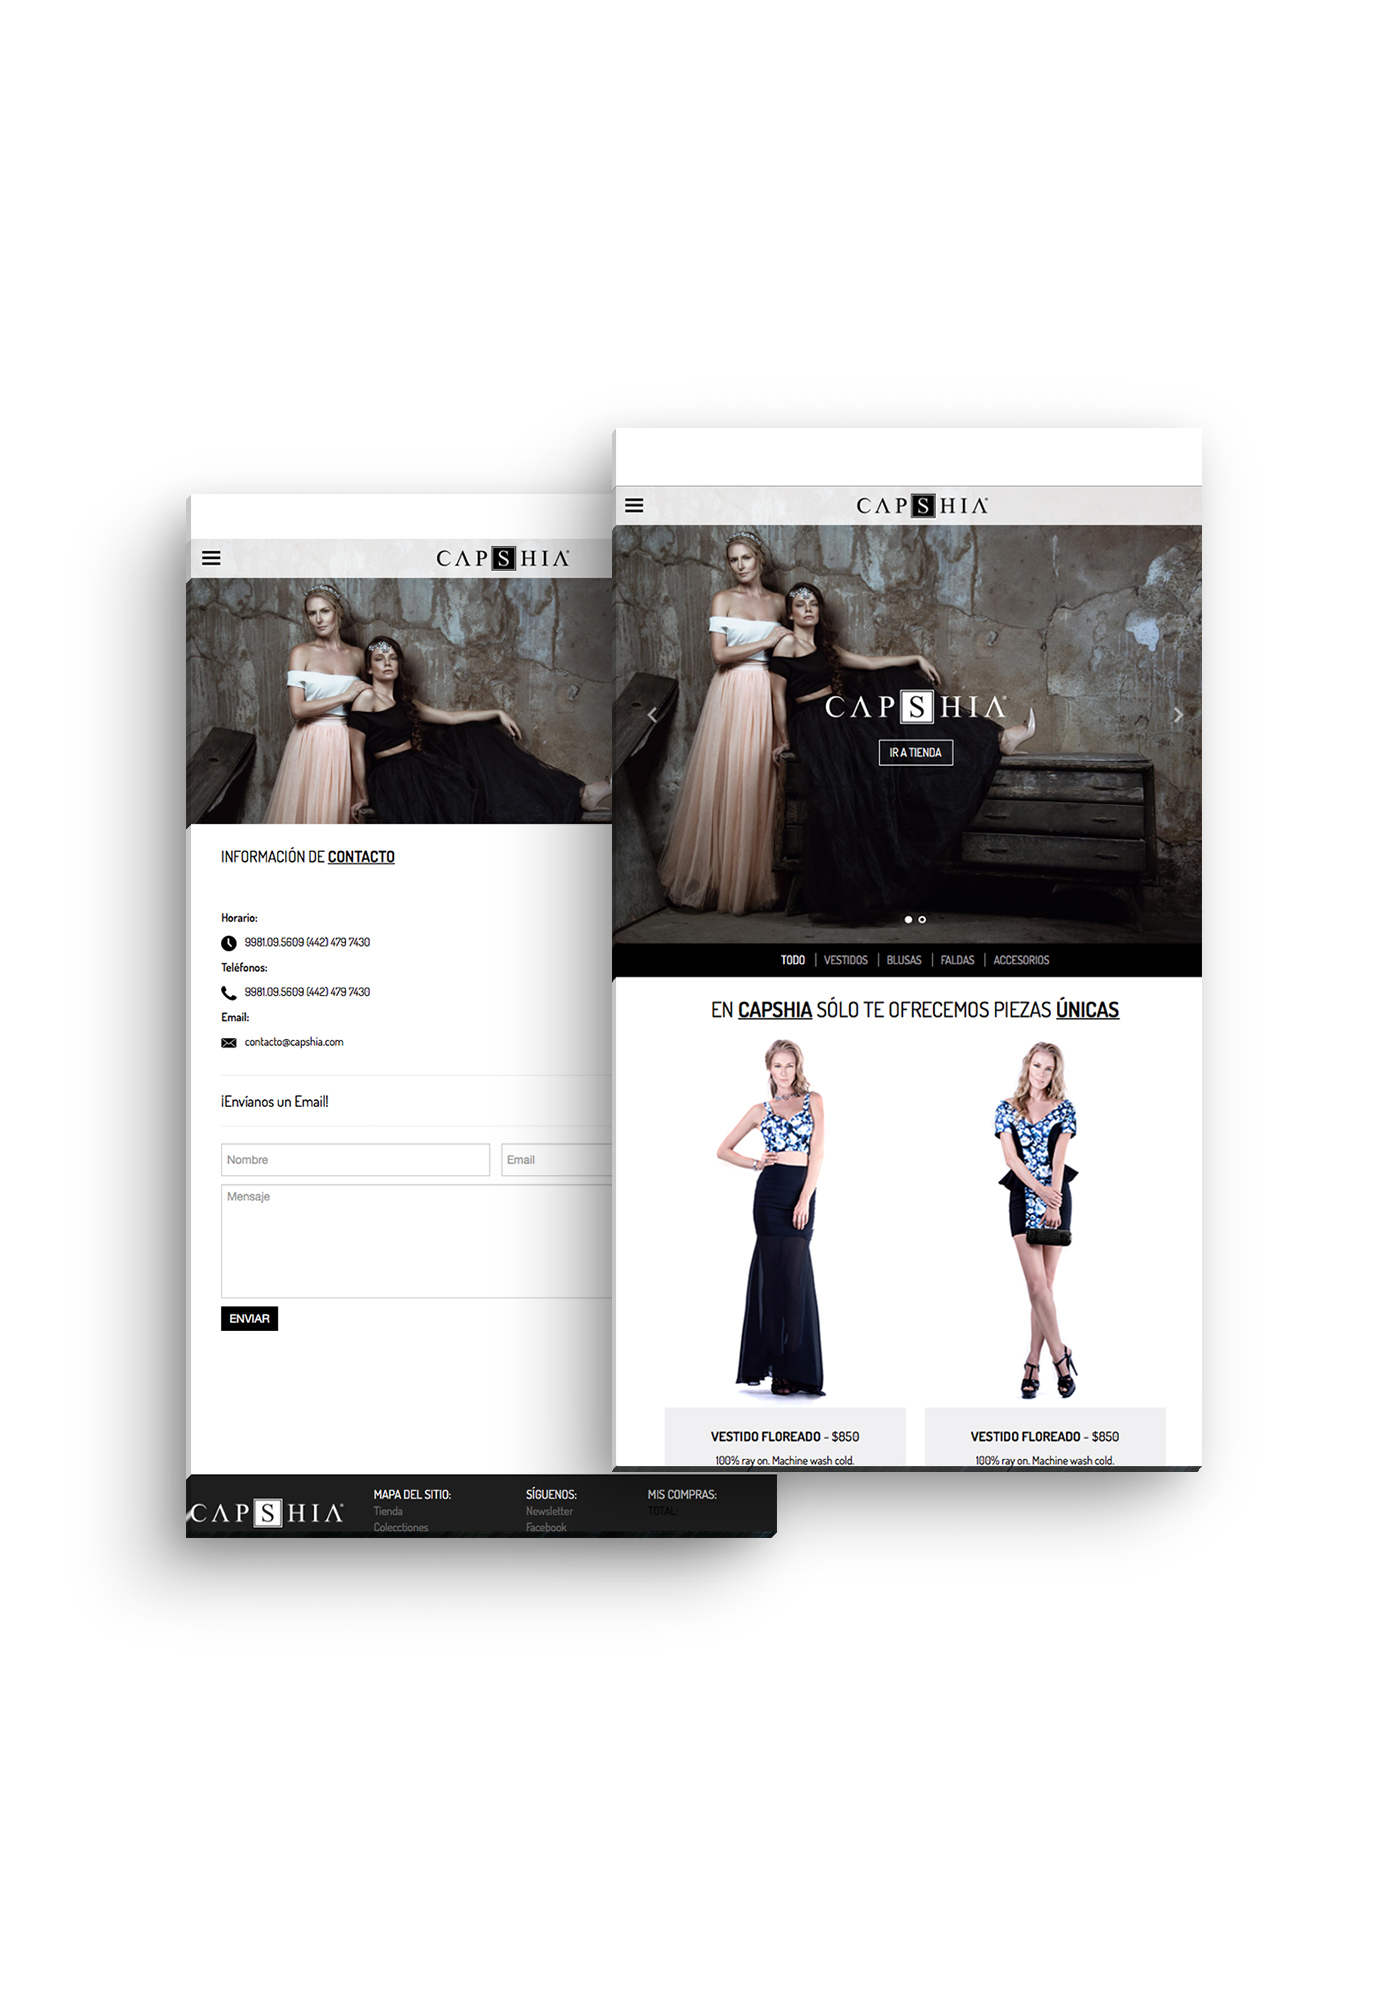 CAPSHIA®
INFORMACIÓN DE CONTACTO
Horario:
9981.09.5609 (442) 479 7430
Teléfonos:
9981.09.5609 (442) 479 7430
Email:
contacto@capshia.com
¡Envíanos un Email!
Nombre
Email
Mensaje
ENVIAR
CAPSHIA®
MAPA DEL SITIO:
Tienda
Colecctiones
SÍGUENOS:
Newsletter
Facebook
MIS COMPRAS:
TOTAL:
CAPSHIA®
CAPSHIA®
IR A TIENDA
TODO | VESTIDOS | BLUSAS | FALDAS | ACCESORIOS
EN CAPSHIA SÓLO TE OFRECEMOS PIEZAS ÚNICAS
VESTIDO FLOREADO - $850
100% ray on. Machine wash cold.
VESTIDO FLOREADO - $850
100% ray on. Machine wash cold.